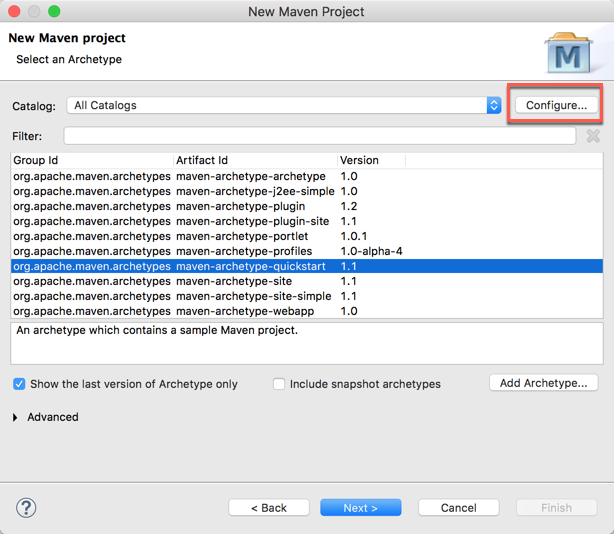 New Maven Project
New Maven project
Select an Archetype
M
Catalog: All Catalogs Configure...
Filter:
Group Id Artifact Id Version
org.apache.maven.archetypes maven-archetype-archetype 1.0
org.apache.maven.archetypes maven-archetype-j2ee-simple 1.0
org.apache.maven.archetypes maven-archetype-plugin 1.2
org.apache.maven.archetypes maven-archetype-plugin-site 1.1
org.apache.maven.archetypes maven-archetype-portlet 1.0.1
org.apache.maven.archetypes maven-archetype-profiles 1.0-alpha-4
org.apache.maven.archetypes maven-archetype-quickstart 1.1
org.apache.maven.archetypes maven-archetype-site 1.1
org.apache.maven.archetypes maven-archetype-site-simple 1.1
org.apache.maven.archetypes maven-archetype-webapp 1.0
An archetype which contains a sample Maven project.
Show the last version of Archetype only Include snapshot archetypes Add Archetype...
Advanced
? < Back Next > Cancel Finish